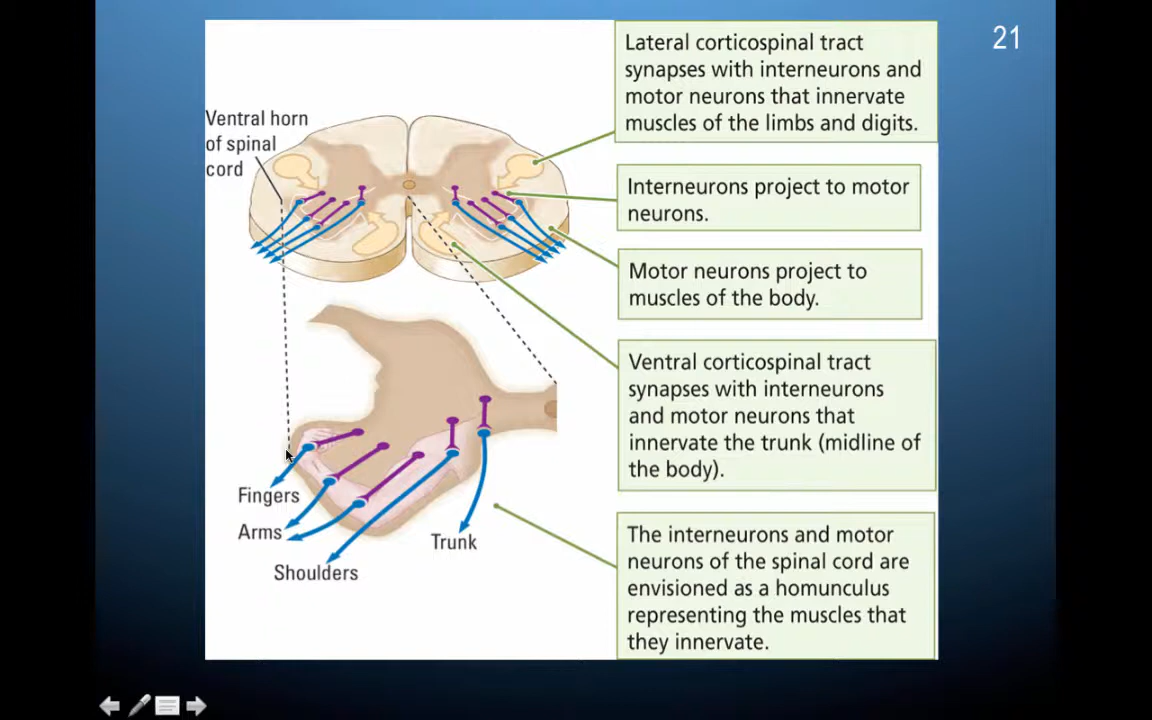 21
Lateral corticospinal tract
synapses with interneurons and
motor neurons that innervate
muscles of the limbs and digits.
Ventral horn
of spinal
cord
Interneurons project to motor
neurons.
Motor neurons project to
muscles of the body.
Ventral corticospinal tract
synapses with interneurons
and motor neurons that
innervate the trunk (midline of
the body).
Fingers
Arms
Shoulders
Trunk
The interneurons and motor
neurons of the spinal cord are
envisioned as a homunculus
representing the muscles that
they innervate.